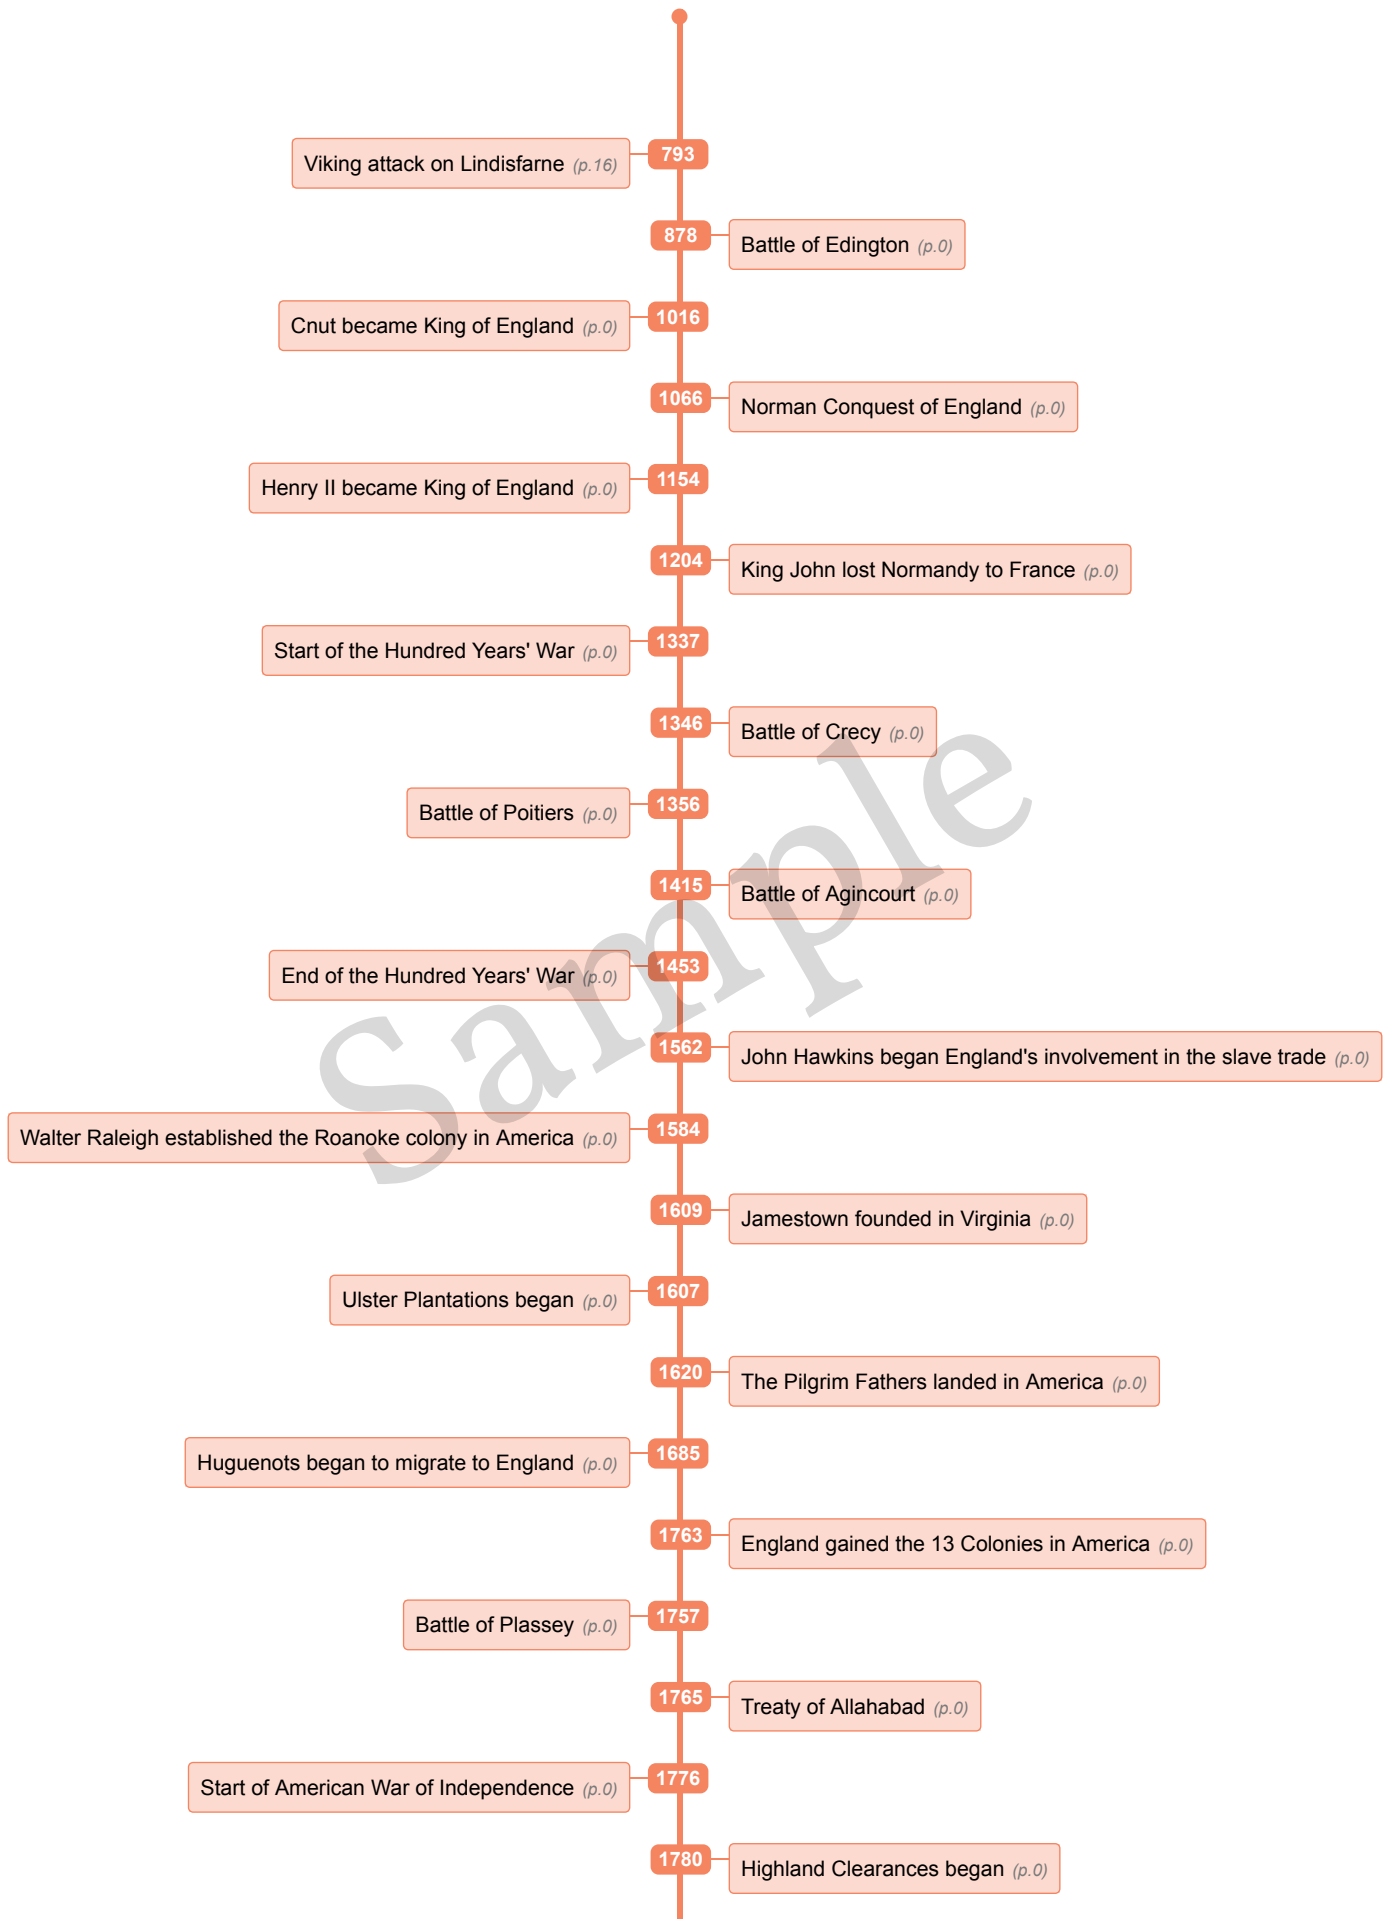 793
Viking attack on Lindisfarne (p.16)
878
Battle of Edington (p.0)
1016
Cnut became King of England (p.0)
1066
Norman Conquest of England (p.0)
1154
Henry II became King of England (p.0)
1204
King John lost Normandy to France (p.0)
1337
Start of the Hundred Years' War (p.0)
1346
Battle of Crecy (p.0)
1356
Battle of Poitiers (p.0)
1415
Battle of Agincourt (p.0)
1453
End of the Hundred Years' War (p.0)
1562
John Hawkins began England's involvement in the slave trade (p.0)
1584
Walter Raleigh established the Roanoke colony in America (p.0)
1609
Jamestown founded in Virginia (p.0)
1607
Ulster Plantations began (p.0)
1620
The Pilgrim Fathers landed in America (p.0)
1685
Huguenots began to migrate to England (p.0)
1763
England gained the 13 Colonies in America (p.0)
1757
Battle of Plassey (p.0)
1765
Treaty of Allahabad (p.0)
1776
Start of American War of Independence (p.0)
1780
Highland Clearances began (p.0)
Sample